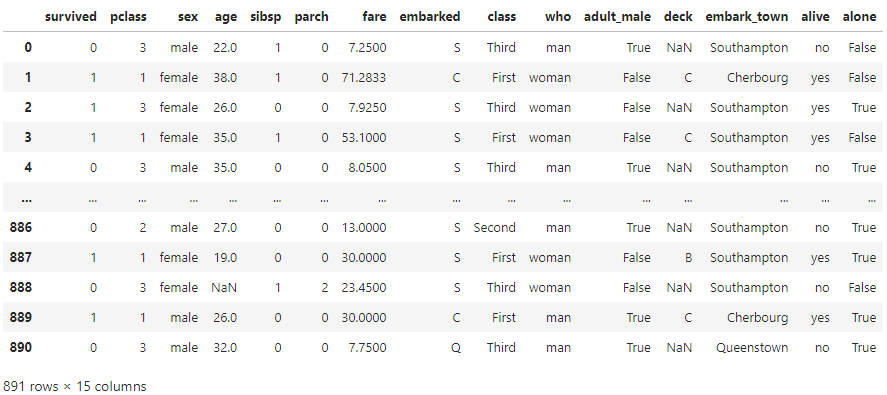 survived pclass sex age sibsp parch fare embarked class who adult_male deck embark_town alive alone
0 0 3 male 22.0 1 0 7.2500 S Third man True NaN Southampton no False
1 1 1 female 38.0 1 0 71.2833 C First woman False C Cherbourg yes False
2 1 3 female 26.0 0 0 7.9250 S Third woman False NaN Southampton yes True
3 1 1 female 35.0 1 0 53.1000 S First woman False C Southampton yes False
4 0 3 male 35.0 0 0 8.0500 S Third man True NaN Southampton no True
... ... ... ... ... ... ... ... ... ... ... ... ... ... ... ...
886 0 2 male 27.0 0 0 13.0000 S Second man True NaN Southampton no True
887 1 1 female 19.0 0 0 30.0000 S First woman False B Southampton yes True
888 0 3 female NaN 1 2 23.4500 S Third woman False NaN Southampton no False
889 1 1 male 26.0 0 0 30.0000 C First man True C Cherbourg yes True
890 0 3 male 32.0 0 0 7.7500 Q Third man True NaN Queenstown no True
891 rows × 15 columns